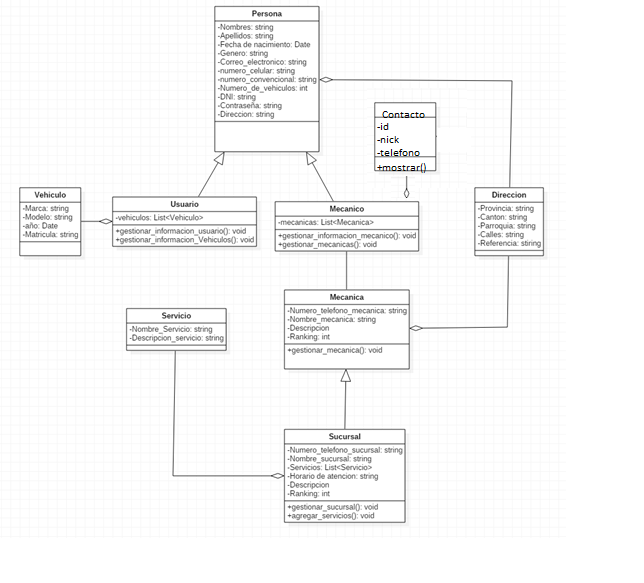 Persona
-Nombres: string
-Apellidos: string
-Fecha de nacimiento: Date
-Genero: string
-Correo_electronico: string
-numero_celular: string
-numero_convencional: string
-Numero_de_vehiculos: int
-DNI: string
-Contraseña: string
-Direccion: string
Contacto
-id
-nick
-telefono
+mostrar()
Vehiculo
-Marca: string
-Modelo: string
-año: Date
-Matricula: string
Usuario
-vehiculos: List<Vehiculo>
+gestionar_informacion_usuario(): void
+gestionar_informacion_Vehiculos(): void
Mecanico
-mecanicas: List<Mecanica>
+gestionar_informacion_mecanico(): void
+gestionar_mecanicas(): void
Direccion
-Provincia: string
-Canton: string
-Parroquia: string
-Calles: string
-Referencia: string
Servicio
-Nombre_Servicio: string
-Descripcion_servicio: string
Mecanica
-Numero_telefono_mecanica: string
-Nombre_mecanica: string
-Descripcion
-Ranking: int
+gestionar_mecanica(): void
Sucursal
-Numero_telefono_sucursal: string
-Nombre_sucursal: string
-Servicios: List<Servicio>
-Horario de atencion: string
-Descripcion
-Ranking: int
+gestionar_sucursal(): void
+agregar_servicios(): void